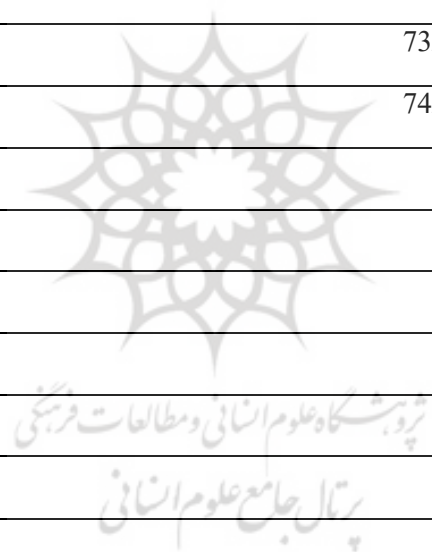 73
74
پژوهشگاه علوم انسانی و مطالعات فرهنگی
پرتال جامع علوم انسانی